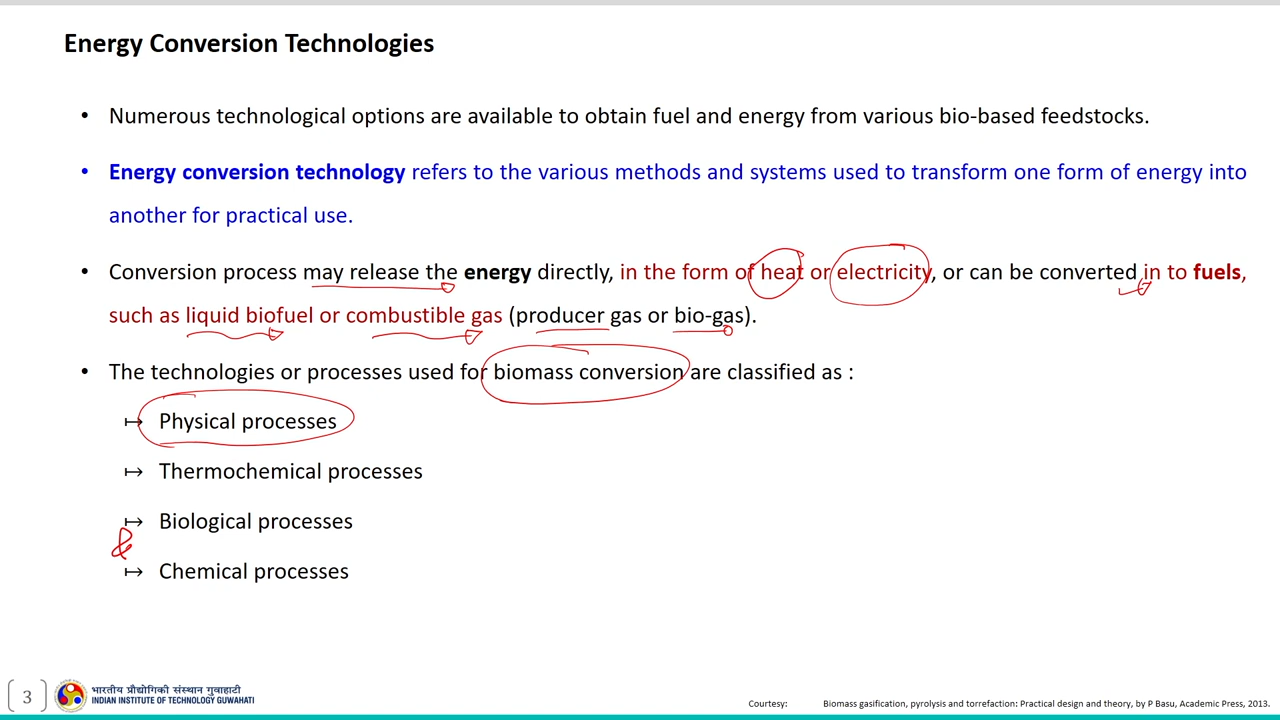 Energy Conversion Technologies
• Numerous technological options are available to obtain fuel and energy from various bio-based feedstocks.
• Energy conversion technology refers to the various methods and systems used to transform one form of energy into
another for practical use.
• Conversion process may release the energy directly, in the form of heat or electricity, or can be converted in to fuels,
such as liquid biofuel or combustible gas (producer gas or bio-gas).
• The technologies or processes used for biomass conversion are classified as :
↦ Physical processes
↦ Thermochemical processes
↦ Biological processes
&
↦ Chemical processes
3
भारतीय प्रौद्योगिकी संस्थान गुवाहाटी
INDIAN INSTITUTE OF TECHNOLOGY GUWAHATI
Courtesy: Biomass gasification, pyrolysis and torrefaction: Practical design and theory, by P Basu, Academic Press, 2013.